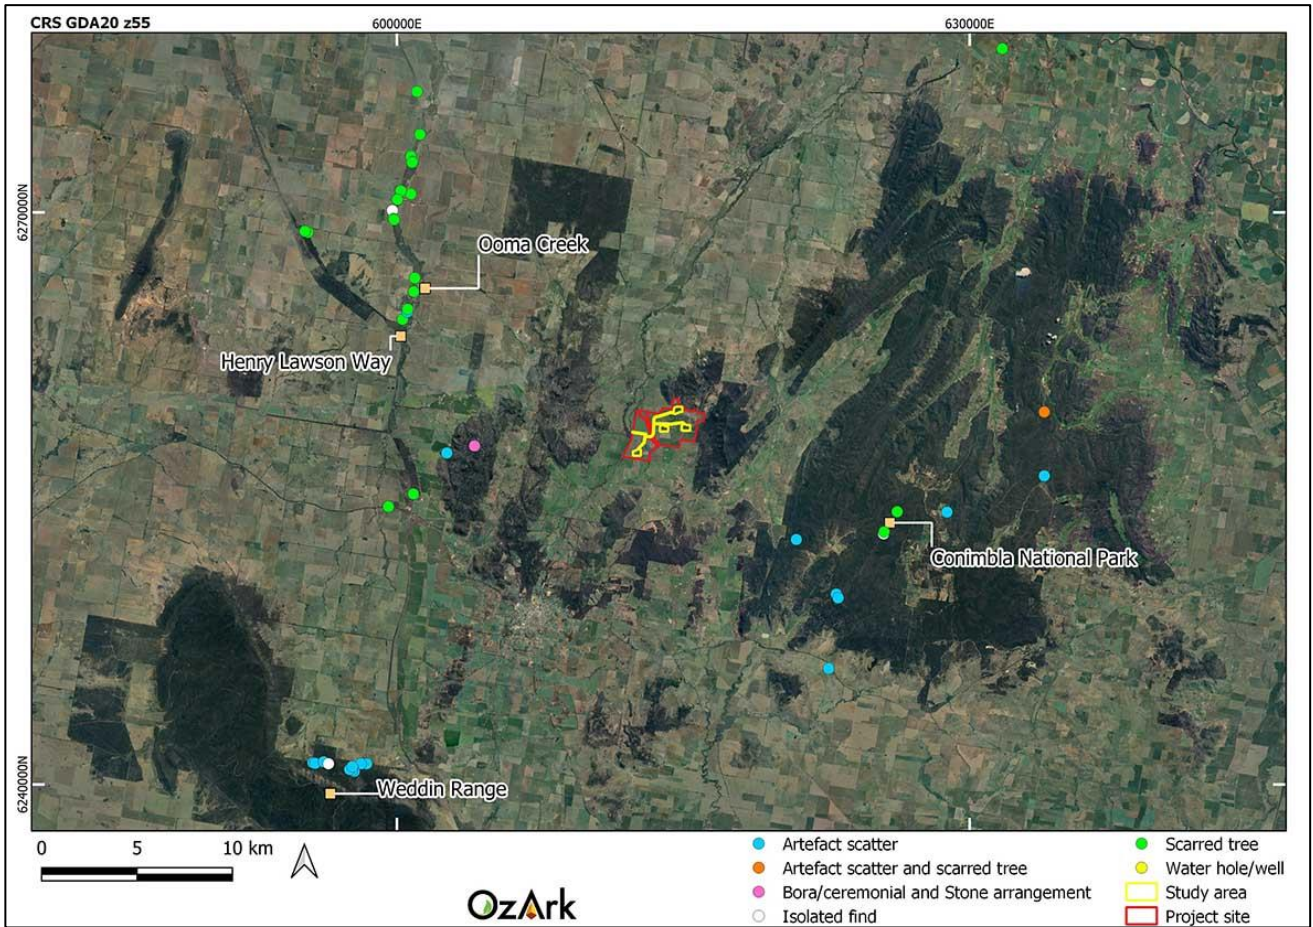 CRS GDA20 z55
600000E
630000E
6270000N
Ooma Creek
Henry Lawson Way
Conimbla National Park
6240000N
Weddin Range
0 5 10 km
Artefact scatter
Artefact scatter and scarred tree
Bora/ceremonial and Stone arrangement
Isolated find
Scarred tree
Water hole/well
Study area
Project site
OzArk